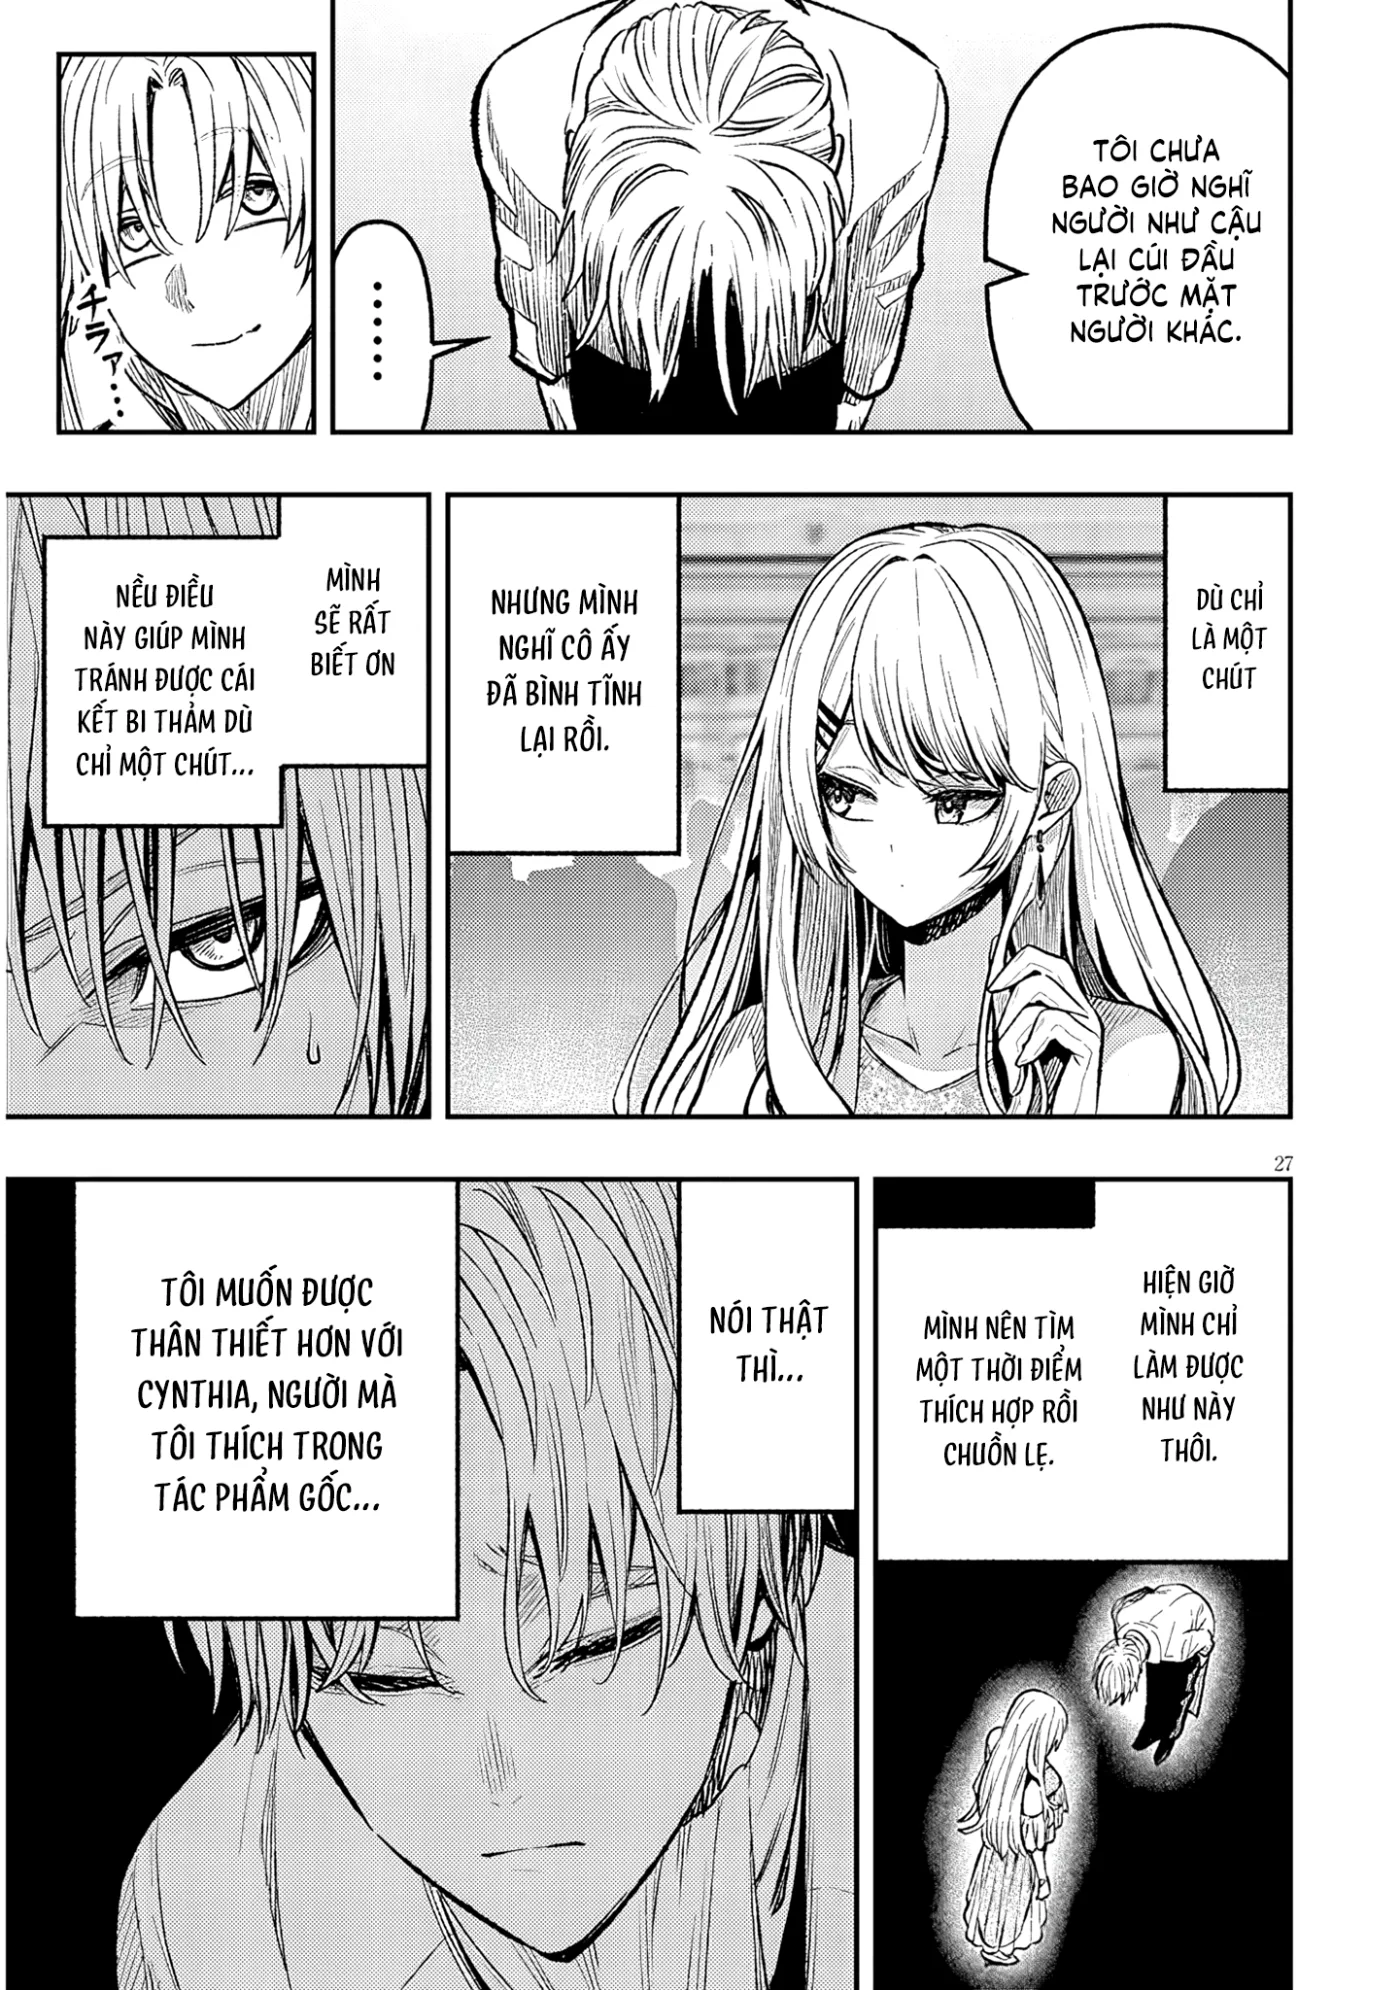 TÔI CHƯA
BAO GIỜ NGHĨ
NGƯỜI NHƯ CẬU
LẠI CÚI ĐẦU
TRƯỚC MẶT
NGƯỜI KHÁC.
......
チラァ...
DÙ CHỈ
LÀ MỘT
CHÚT
NHƯNG MÌNH
NGHĨ CÔ ẤY
ĐÃ BÌNH TĨNH
LẠI RỒI.
MÌNH
SẼ RẤT
BIẾT ƠN
NỀU ĐIỀU
NÀY GIÚP MÌNH
TRÁNH ĐƯỢC CÁI
KẾT BI THẢM DÙ
CHỈ MỘT CHÚT...
27
HIỆN GIỜ
MÌNH CHỈ
LÀM ĐƯỢC
NHƯ NÀY
THÔI.
MÌNH NÊN TÌM
MỘT THỜI ĐIỂM
THÍCH HỢP RỒI
CHUỒN LẸ.
NÓI THẬT
THÌ...
TÔI MUỐN ĐƯỢC
THÂN THIẾT HƠN VỚI
CYNTHIA, NGƯỜI MÀ
TÔI THÍCH TRONG
TÁC PHẨM GỐC...